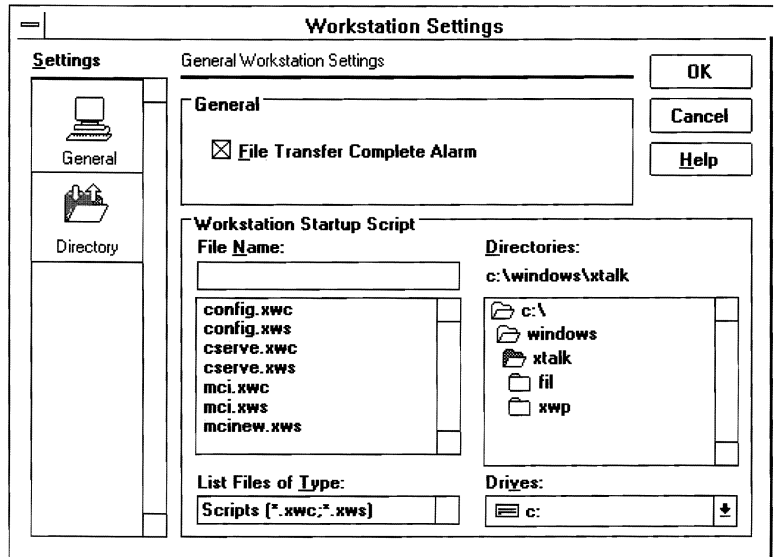 Workstation Settings
Settings
General
Directory
General Workstation Settings
General
File Transfer Complete Alarm
OK
Cancel
Help
Workstation Startup Script
File Name:
config.xwc
config.xws
cserve.xwc
cserve.xws
mci.xwc
mci.xws
mcinew.xws
List Files of Type:
Scripts (*.xwc;*.xws)
Directories:
c:\windows\xtalk
c:\
windows
xtalk
fil
xwp
Drives:
c: